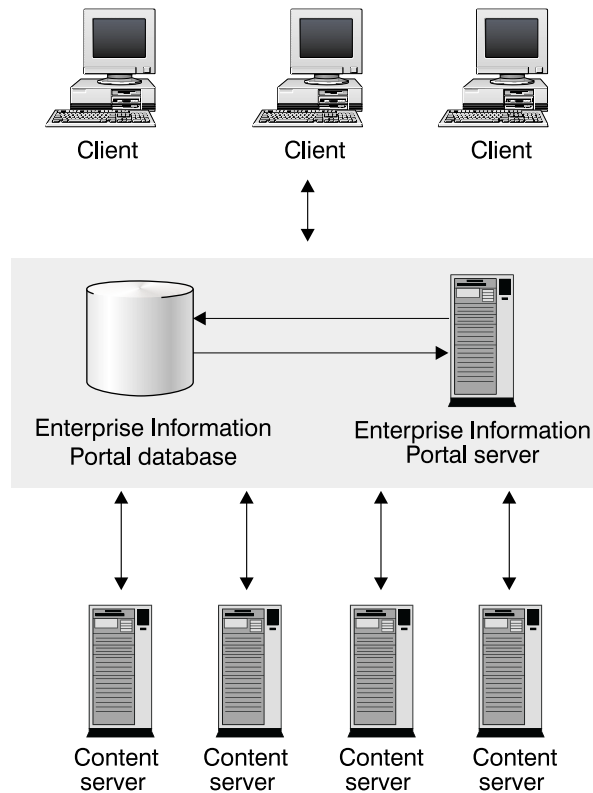 Client
Client
Client
Enterprise Information
Portal database
Enterprise Information
Portal server
Content
server
Content
server
Content
server
Content
server